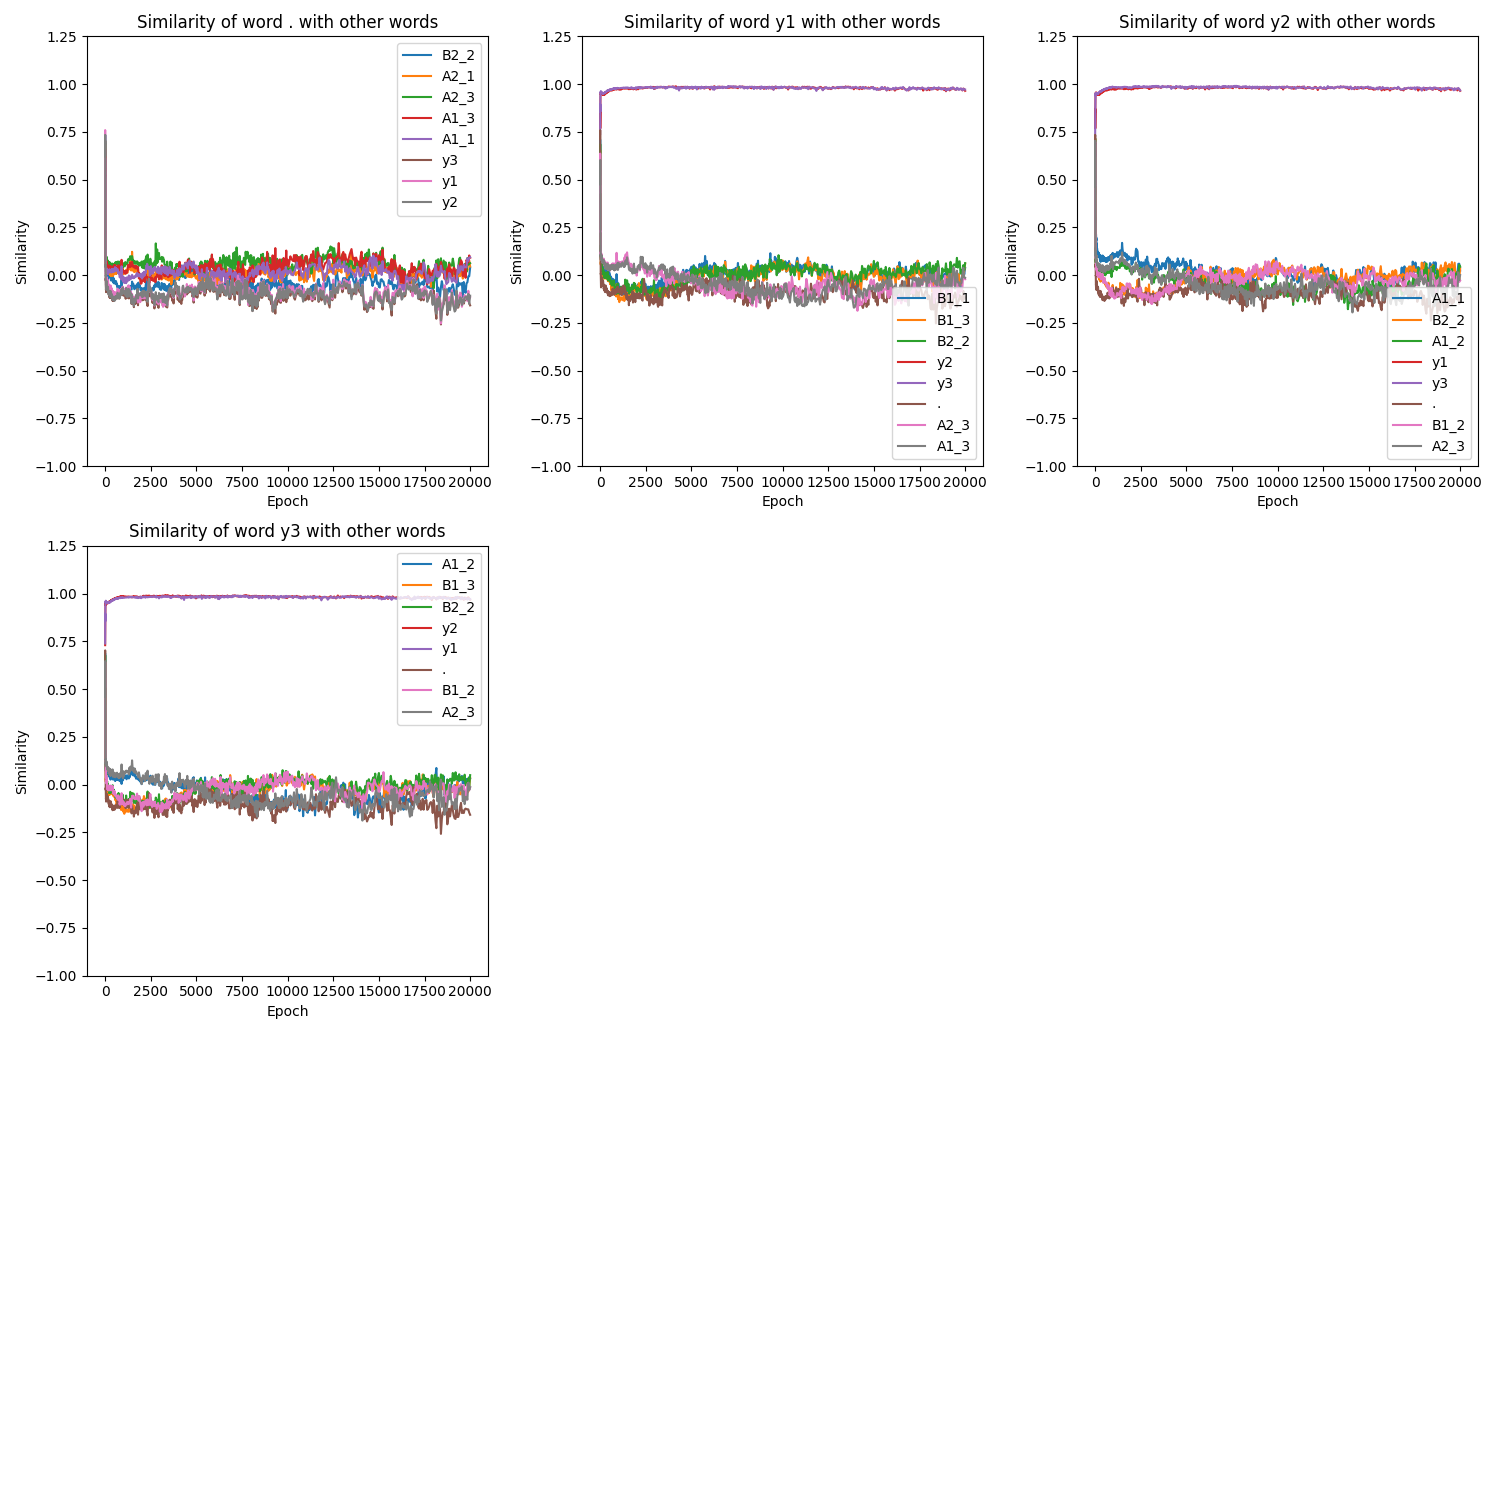 Similarity of word . with other words
Similarity
1.25
1.00
0.75
0.50
0.25
0.00
−0.25
−0.50
−0.75
−1.00
B2_2
A2_1
A2_3
A1_3
A1_1
y3
y1
y2
0 2500 5000 7500 10000 12500 15000 17500 20000
Epoch
Similarity of word y1 with other words
Similarity
1.25
1.00
0.75
0.50
0.25
0.00
−0.25
−0.50
−0.75
−1.00
B1_1
B1_3
B2_2
y2
y3
.
A2_3
A1_3
0 2500 5000 7500 10000 12500 15000 17500 20000
Epoch
Similarity of word y2 with other words
Similarity
1.25
1.00
0.75
0.50
0.25
0.00
−0.25
−0.50
−0.75
−1.00
A1_1
B2_2
A1_2
y1
y3
.
B1_2
A2_3
0 2500 5000 7500 10000 12500 15000 17500 20000
Epoch
Similarity of word y3 with other words
Similarity
1.25
1.00
0.75
0.50
0.25
0.00
−0.25
−0.50
−0.75
−1.00
A1_2
B1_3
B2_2
y2
y1
.
B1_2
A2_3
0 2500 5000 7500 10000 12500 15000 17500 20000
Epoch